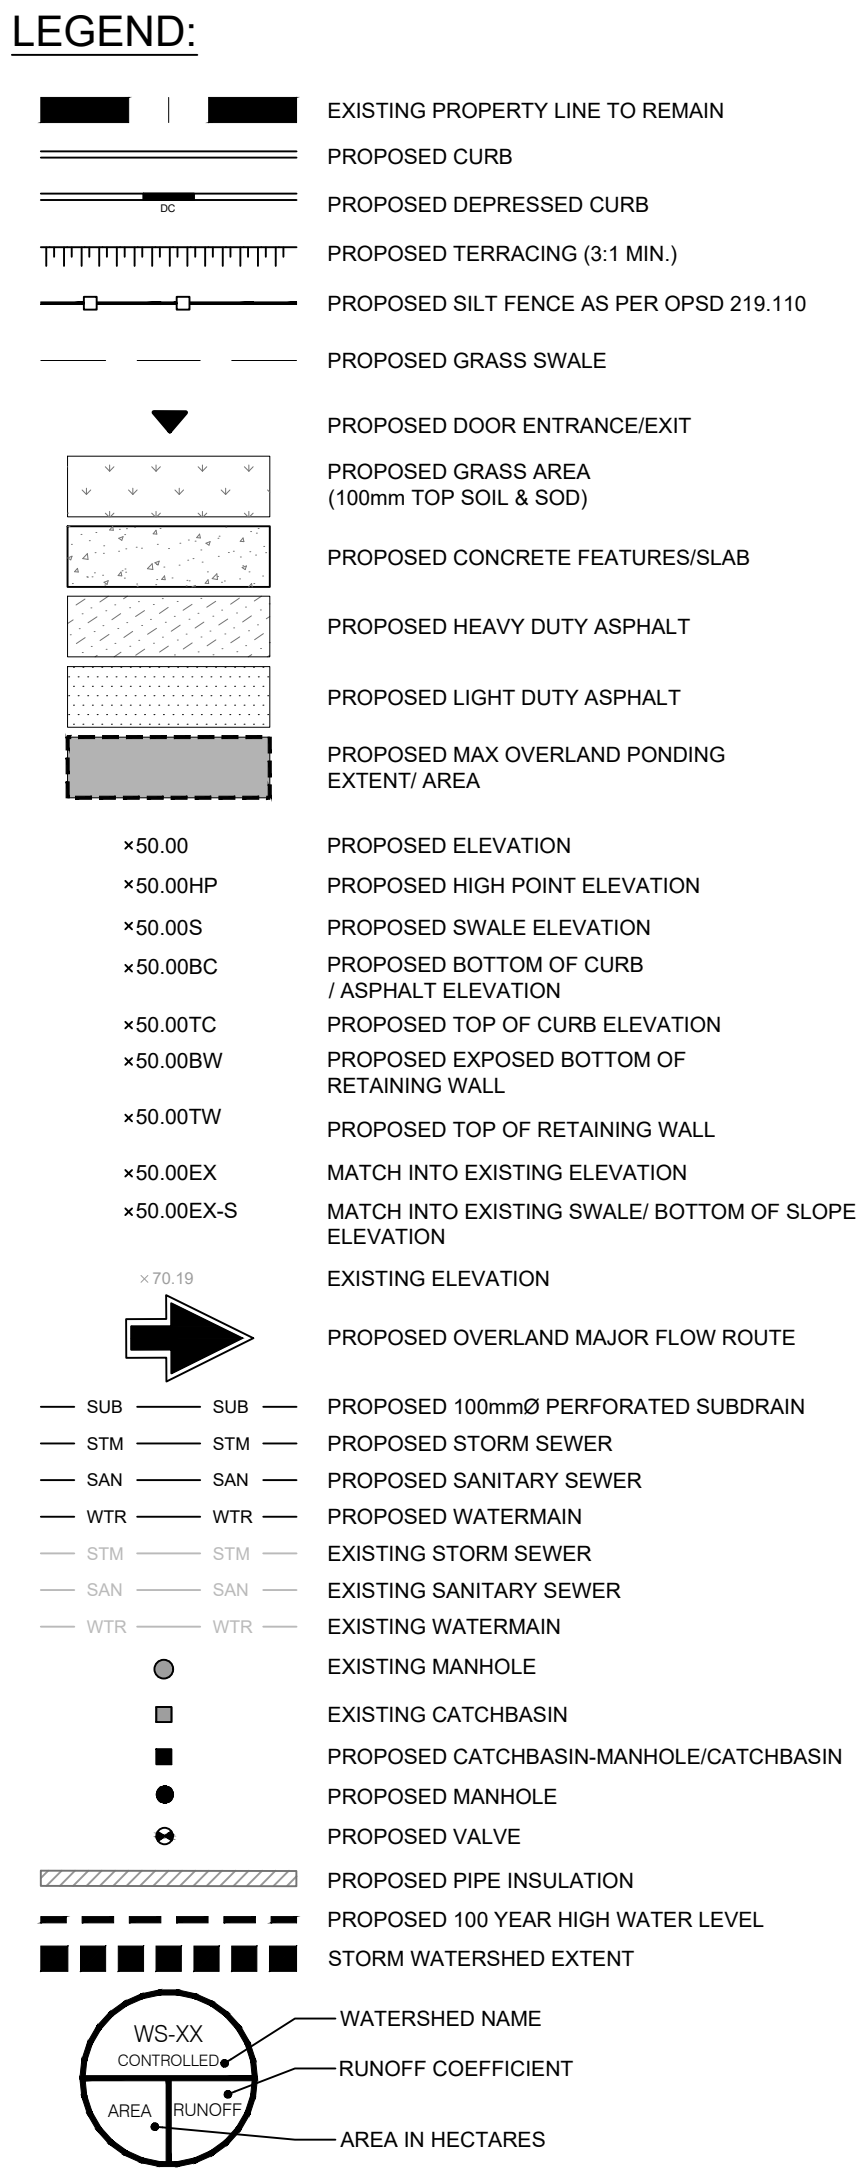 LEGEND:
EXISTING PROPERTY LINE TO REMAIN
PROPOSED CURB
DC
PROPOSED DEPRESSED CURB
PROPOSED TERRACING (3:1 MIN.)
PROPOSED SILT FENCE AS PER OPSD 219.110
PROPOSED GRASS SWALE
PROPOSED DOOR ENTRANCE/EXIT
PROPOSED GRASS AREA
(100mm TOP SOIL & SOD)
PROPOSED CONCRETE FEATURES/SLAB
PROPOSED HEAVY DUTY ASPHALT
PROPOSED LIGHT DUTY ASPHALT
PROPOSED MAX OVERLAND PONDING
EXTENT/ AREA
×50.00 PROPOSED ELEVATION
×50.00HP PROPOSED HIGH POINT ELEVATION
×50.00S PROPOSED SWALE ELEVATION
×50.00BC PROPOSED BOTTOM OF CURB
/ ASPHALT ELEVATION
×50.00TC PROPOSED TOP OF CURB ELEVATION
×50.00BW PROPOSED EXPOSED BOTTOM OF
RETAINING WALL
×50.00TW PROPOSED TOP OF RETAINING WALL
×50.00EX MATCH INTO EXISTING ELEVATION
×50.00EX-S MATCH INTO EXISTING SWALE/ BOTTOM OF SLOPE
ELEVATION
×70.19 EXISTING ELEVATION
PROPOSED OVERLAND MAJOR FLOW ROUTE
SUB SUB PROPOSED 100mmØ PERFORATED SUBDRAIN
STM STM PROPOSED STORM SEWER
SAN SAN PROPOSED SANITARY SEWER
WTR WTR PROPOSED WATERMAIN
STM STM EXISTING STORM SEWER
SAN SAN EXISTING SANITARY SEWER
WTR WTR EXISTING WATERMAIN
EXISTING MANHOLE
EXISTING CATCHBASIN
PROPOSED CATCHBASIN-MANHOLE/CATCHBASIN
PROPOSED MANHOLE
PROPOSED VALVE
PROPOSED PIPE INSULATION
PROPOSED 100 YEAR HIGH WATER LEVEL
STORM WATERSHED EXTENT
WS-XX
CONTROLLED
AREA RUNOFF
WATERSHED NAME
RUNOFF COEFFICIENT
AREA IN HECTARES